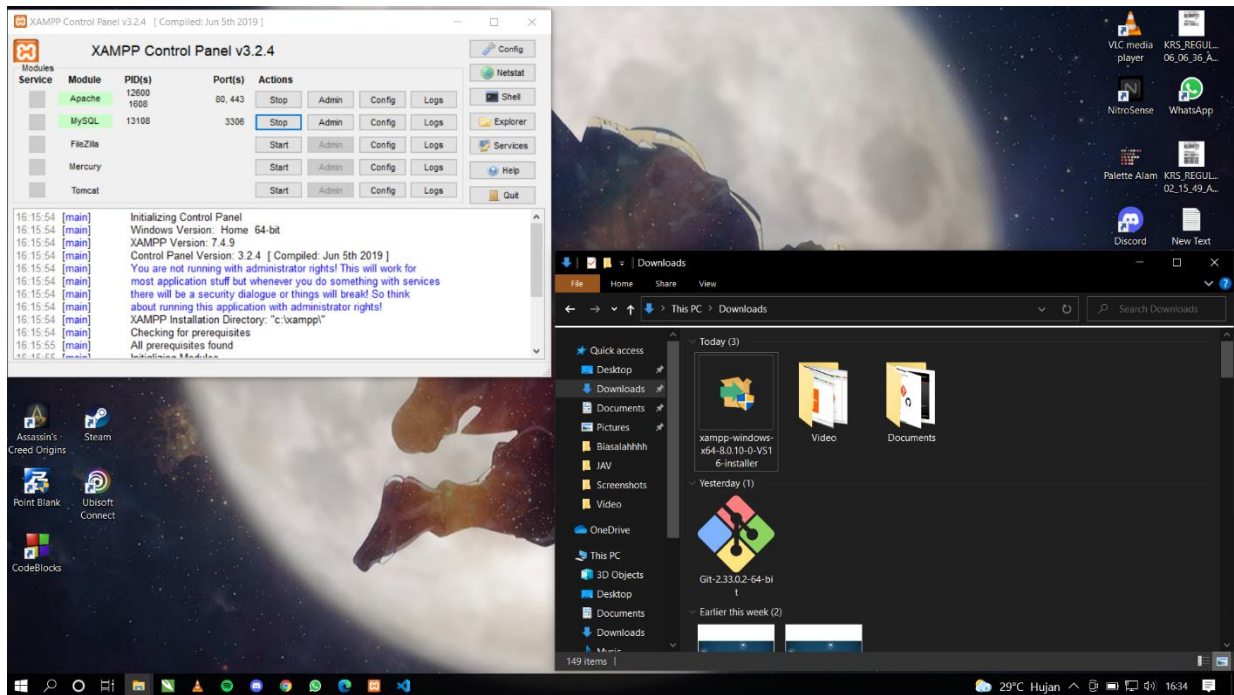 XAMPP Control Panel v3.2.4 [ Compiled: Jun 5th 2019 ]
XAMPP Control Panel v3.2.4
Config
Modules
Service Module PID(s) Port(s) Actions
Netstat
Apache 12600 1608 80, 443 Stop Admin Config Logs
Shell
MySQL 13108 3306 Stop Admin Config Logs
Explorer
FileZilla Start Admin Config Logs
Services
Mercury Start Admin Config Logs
Help
Tomcat Start Admin Config Logs
Quit
16:15:54 [main] Initializing Control Panel
16:15:54 [main] Windows Version: Home 64-bit
16:15:54 [main] XAMPP Version: 7.4.9
16:15:54 [main] Control Panel Version: 3.2.4 [ Compiled: Jun 5th 2019 ]
16:15:54 [main] You are not running with administrator rights! This will work for
16:15:54 [main] most application stuff but whenever you do something with services
16:15:54 [main] there will be a security dialogue or things will break! So think
16:15:54 [main] about running this application with administrator rights!
16:15:54 [main] XAMPP Installation Directory: "c:\xampp\"
16:15:54 [main] Checking for prerequisites
16:15:55 [main] All prerequisites found
16:15:55 [main] Initializing Modules
VLC media
player
KRS_REGUL...
06_06_36_A...
NitroSense
WhatsApp
Palette Alam
KRS_REGUL...
02_15_49_A...
Discord
New Text
Assassin's
Creed Origins
Steam
Point Blank
Ubisoft
Connect
CodeBlocks
Downloads
File Home Share View
This PC > Downloads
Search Downloads
Quick access
Desktop
Downloads
Documents
Pictures
Biasalahhhh
JAV
Screenshots
Video
OneDrive
This PC
3D Objects
Desktop
Documents
Downloads
Music
Today (3)
xampp-windows-
x64-8.0.10-0-VS1
6-installer
Video
Documents
Yesterday (1)
Git-2.33.0.2-64-bi
t
Earlier this week (2)
149 items
29°C Hujan
16:34